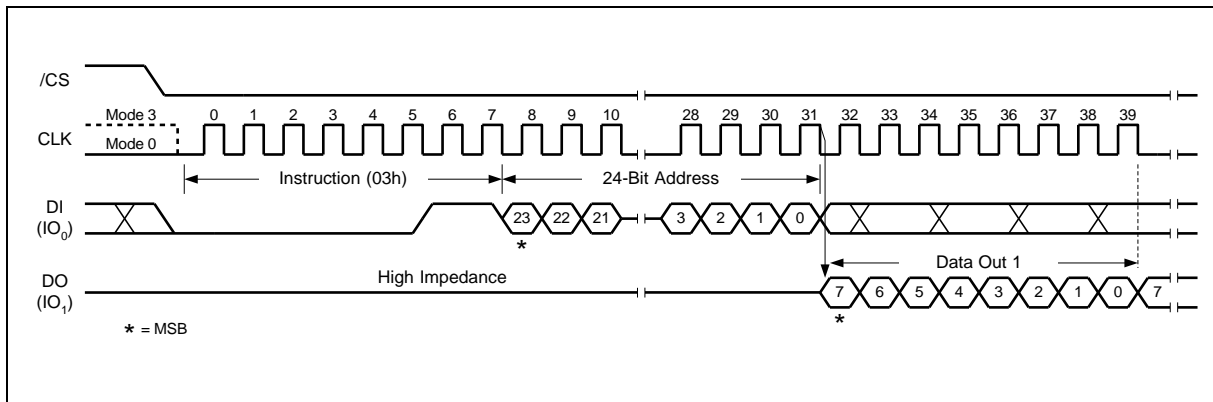 /CS
Mode 3 0 1 2 3 4 5 6 7 8 9 10 28 29 30 31 32 33 34 35 36 37 38 39
CLK
Mode 0
Instruction (03h) 24-Bit Address
DI
(IO0)
23 22 21 3 2 1 0
*
Data Out 1
High Impedance
DO
(IO1)
7 6 5 4 3 2 1 0 7
*
* = MSB